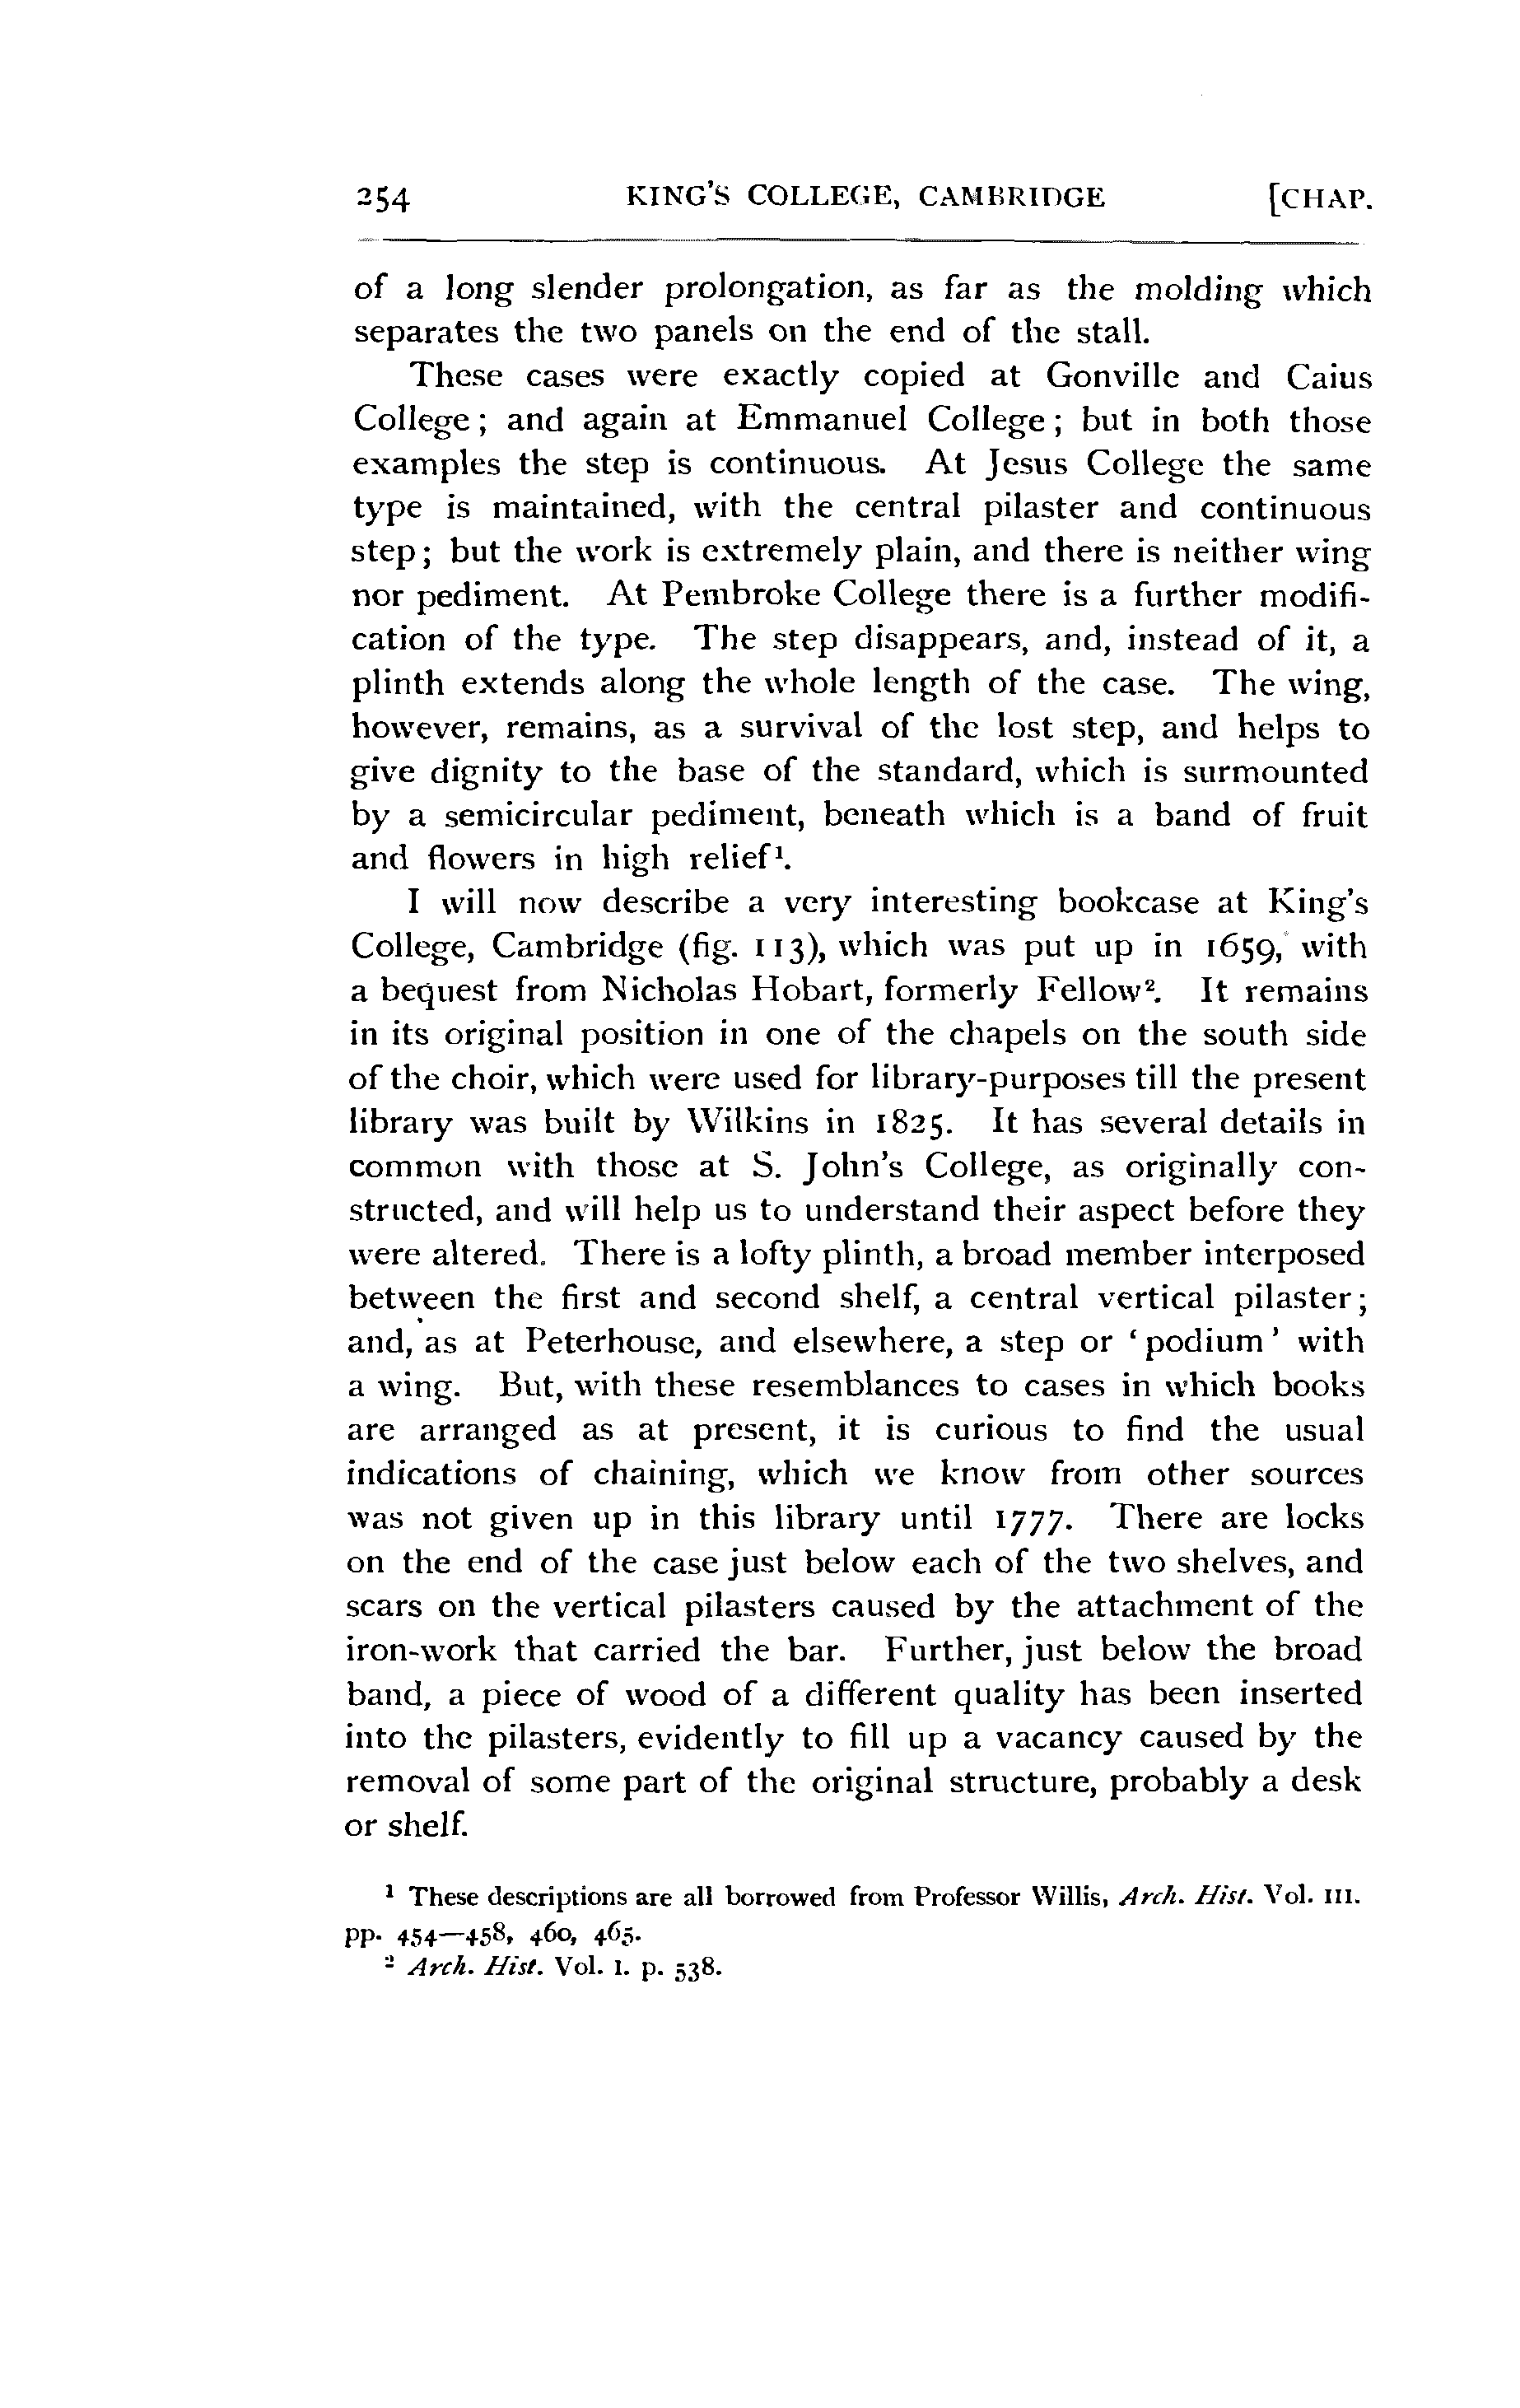 254 KING'S COLLEGE, CAMBRIDGE [CHAP.
of a long slender prolongation, as far as the molding which
separates the two panels on the end of the stall.
These cases were exactly copied at Gonville and Caius
College; and again at Emmanuel College; but in both those
examples the step is continuous. At Jesus College the same
type is maintained, with the central pilaster and continuous
step; but the work is extremely plain, and there is neither wing
nor pediment. At Pembroke College there is a further modifi-
cation of the type. The step disappears, and, instead of it, a
plinth extends along the whole length of the case. The wing,
however, remains, as a survival of the lost step, and helps to
give dignity to the base of the standard, which is surmounted
by a semicircular pediment, beneath which is a band of fruit
and flowers in high relief¹.
I will now describe a very interesting bookcase at King's
College, Cambridge (fig. 113), which was put up in 1659, with
a bequest from Nicholas Hobart, formerly Fellow². It remains
in its original position in one of the chapels on the south side
of the choir, which were used for library-purposes till the present
library was built by Wilkins in 1825. It has several details in
common with those at S. John's College, as originally con-
structed, and will help us to understand their aspect before they
were altered. There is a lofty plinth, a broad member interposed
between the first and second shelf, a central vertical pilaster;
and, as at Peterhouse, and elsewhere, a step or ‘podium’ with
a wing. But, with these resemblances to cases in which books
are arranged as at present, it is curious to find the usual
indications of chaining, which we know from other sources
was not given up in this library until 1777. There are locks
on the end of the case just below each of the two shelves, and
scars on the vertical pilasters caused by the attachment of the
iron-work that carried the bar. Further, just below the broad
band, a piece of wood of a different quality has been inserted
into the pilasters, evidently to fill up a vacancy caused by the
removal of some part of the original structure, probably a desk
or shelf.
¹ These descriptions are all borrowed from Professor Willis, Arch. Hist. Vol. III.
pp. 454—458, 460, 465.
² Arch. Hist. Vol. I. p. 538.